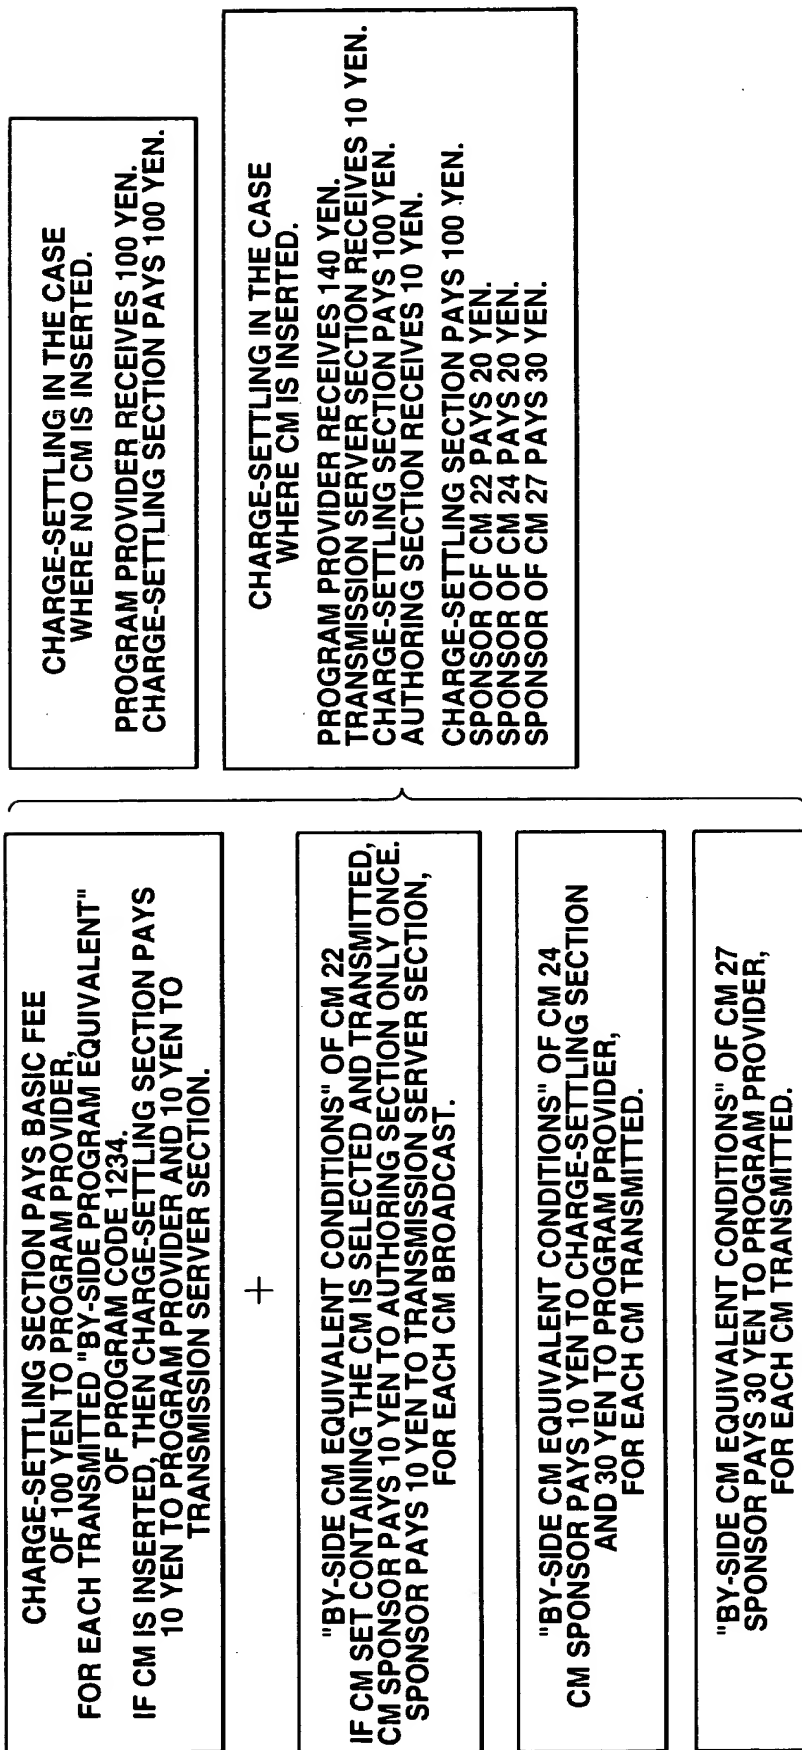 CHARGE-SETTLING SECTION PAYS BASIC FEE
OF 100 YEN TO PROGRAM PROVIDER,
FOR EACH TRANSMITTED "BY-SIDE PROGRAM EQUIVALENT"
OF PROGRAM CODE 1234.
IF CM IS INSERTED, THEN CHARGE-SETTLING SECTION PAYS
10 YEN TO PROGRAM PROVIDER AND 10 YEN TO
TRANSMISSION SERVER SECTION.
+
"BY-SIDE CM EQUIVALENT CONDITIONS" OF CM 22
IF CM SET CONTAINING THE CM IS SELECTED AND TRANSMITTED,
CM SPONSOR PAYS 10 YEN TO AUTHORING SECTION ONLY ONCE.
SPONSOR PAYS 10 YEN TO TRANSMISSION SERVER SECTION,
FOR EACH CM BROADCAST.
"BY-SIDE CM EQUIVALENT CONDITIONS" OF CM 24
CM SPONSOR PAYS 10 YEN TO CHARGE-SETTLING SECTION
AND 30 YEN TO PROGRAM PROVIDER,
FOR EACH CM TRANSMITTED.
"BY-SIDE CM EQUIVALENT CONDITIONS" OF CM 27
SPONSOR PAYS 30 YEN TO PROGRAM PROVIDER,
FOR EACH CM TRANSMITTED.
CHARGE-SETTLING IN THE CASE
WHERE NO CM IS INSERTED.
PROGRAM PROVIDER RECEIVES 100 YEN.
CHARGE-SETTLING SECTION PAYS 100 YEN.
CHARGE-SETTLING IN THE CASE
WHERE CM IS INSERTED.
PROGRAM PROVIDER RECEIVES 140 YEN.
TRANSMISSION SERVER SECTION RECEIVES 10 YEN.
CHARGE-SETTLING SECTION PAYS 100 YEN.
AUTHORING SECTION RECEIVES 10 YEN.
CHARGE-SETTLING SECTION PAYS 100 YEN.
SPONSOR OF CM 22 PAYS 20 YEN.
SPONSOR OF CM 24 PAYS 20 YEN.
SPONSOR OF CM 27 PAYS 30 YEN.